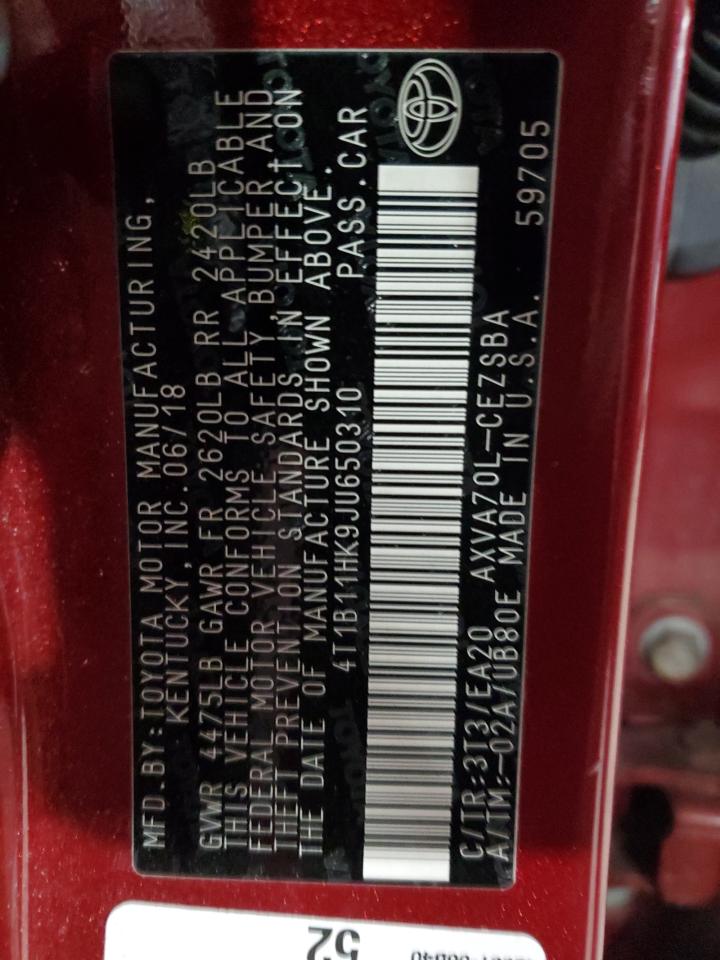 MFD.BY:TOYOTA MOTOR MANUFACTURING,
KENTUCKY,INC.06/18
GVWR 4475LB GAWR FR 2620LB RR 2420LB
THIS VEHICLE CONFORMS TO ALL APPLICABLE
FEDERAL MOTOR VEHICLE SAFETY,BUMPER,AND
THEFT PREVENTION STANDARDS IN EFFECT ON
THE DATE OF MANUFACTURE SHOWN ABOVE.
4T1B11HK9JU650310 PASS.CAR
C/TR:3T3/EA20 AXVA70L-CEZSBA
A/TM:-02A/UB80E MADE IN U.S.A. 59705
52